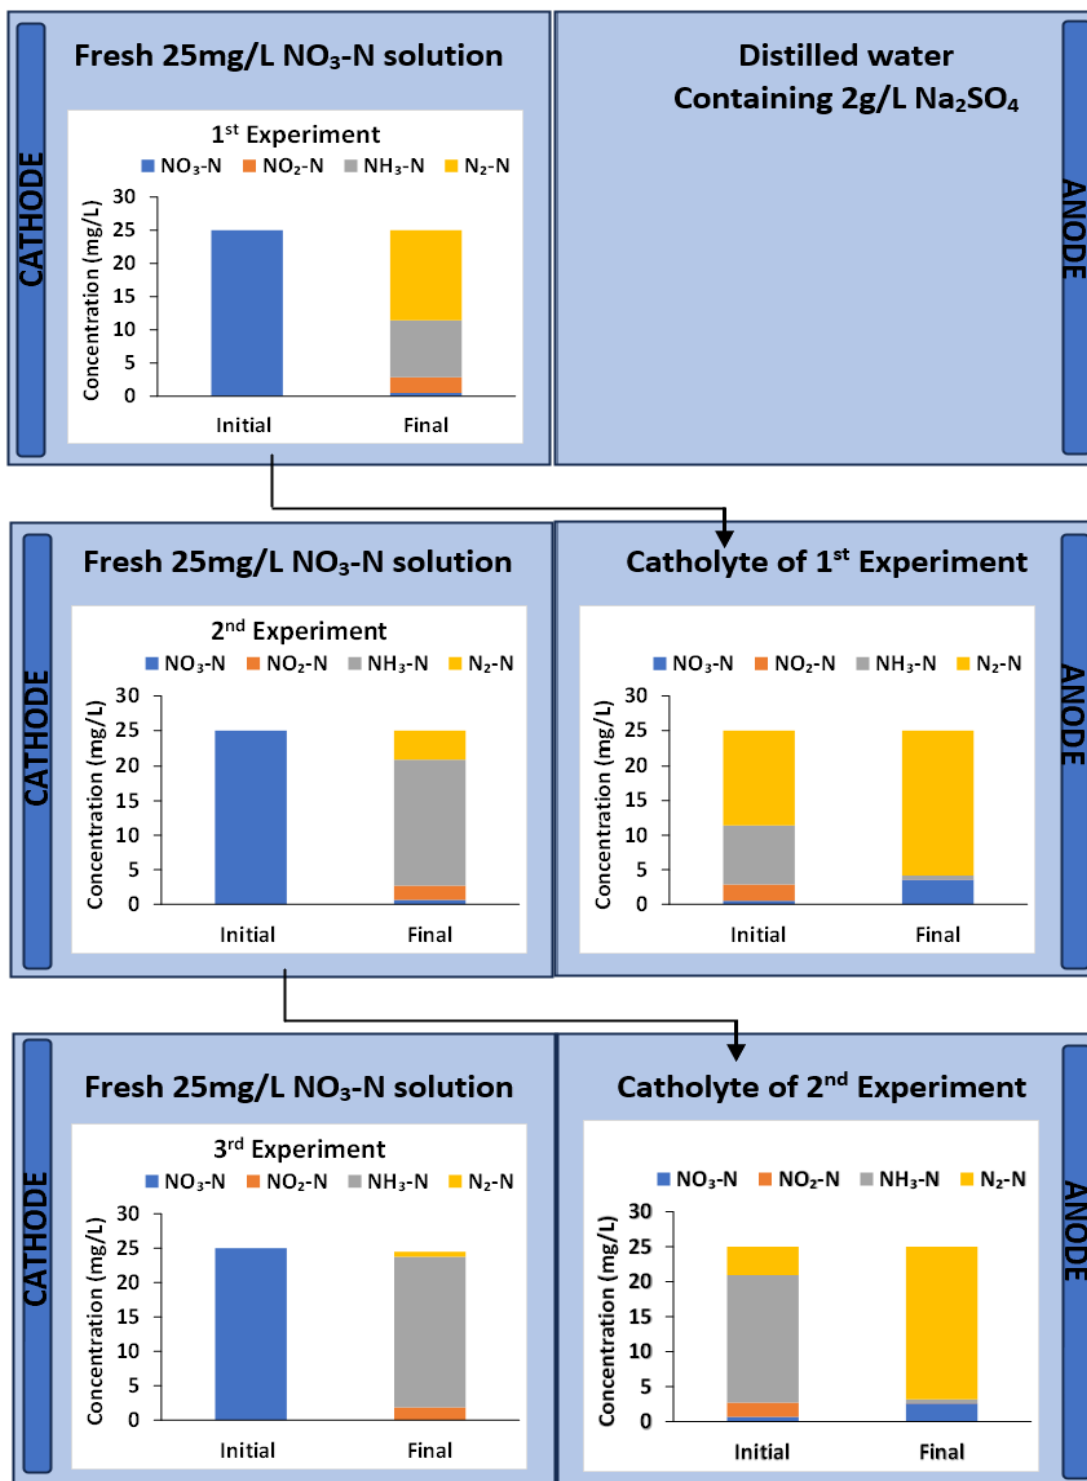 CATHODE
Fresh 25mg/L NO₃-N solution
1ˢᵗ Experiment
NO₃-N NO₂-N NH₃-N N₂-N
Concentration (mg/L)
30
25
20
15
10
5
0
Initial Final
Distilled water
Containing 2g/L Na₂SO₄
ANODE
CATHODE
Fresh 25mg/L NO₃-N solution
2ⁿᵈ Experiment
NO₃-N NO₂-N NH₃-N N₂-N
Concentration (mg/L)
30
25
20
15
10
5
0
Initial Final
Catholyte of 1ˢᵗ Experiment
NO₃-N NO₂-N NH₃-N N₂-N
Concentration (mg/L)
30
25
20
15
10
5
0
Initial Final
ANODE
CATHODE
Fresh 25mg/L NO₃-N solution
3ʳᵈ Experiment
NO₃-N NO₂-N NH₃-N N₂-N
Concentration (mg/L)
30
25
20
15
10
5
0
Initial Final
Catholyte of 2ⁿᵈ Experiment
NO₃-N NO₂-N NH₃-N N₂-N
Concentration (mg/L)
30
25
20
15
10
5
0
Initial Final
ANODE